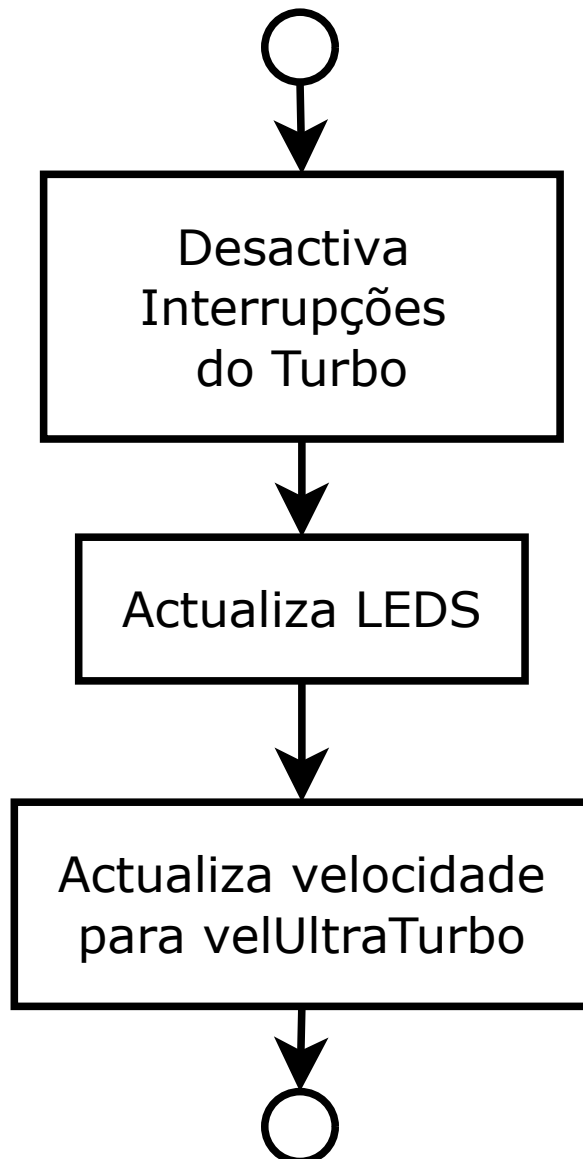 Desactiva
Interrupções
do Turbo
Actualiza LEDS
Actualiza velocidade
para velUltraTurbo